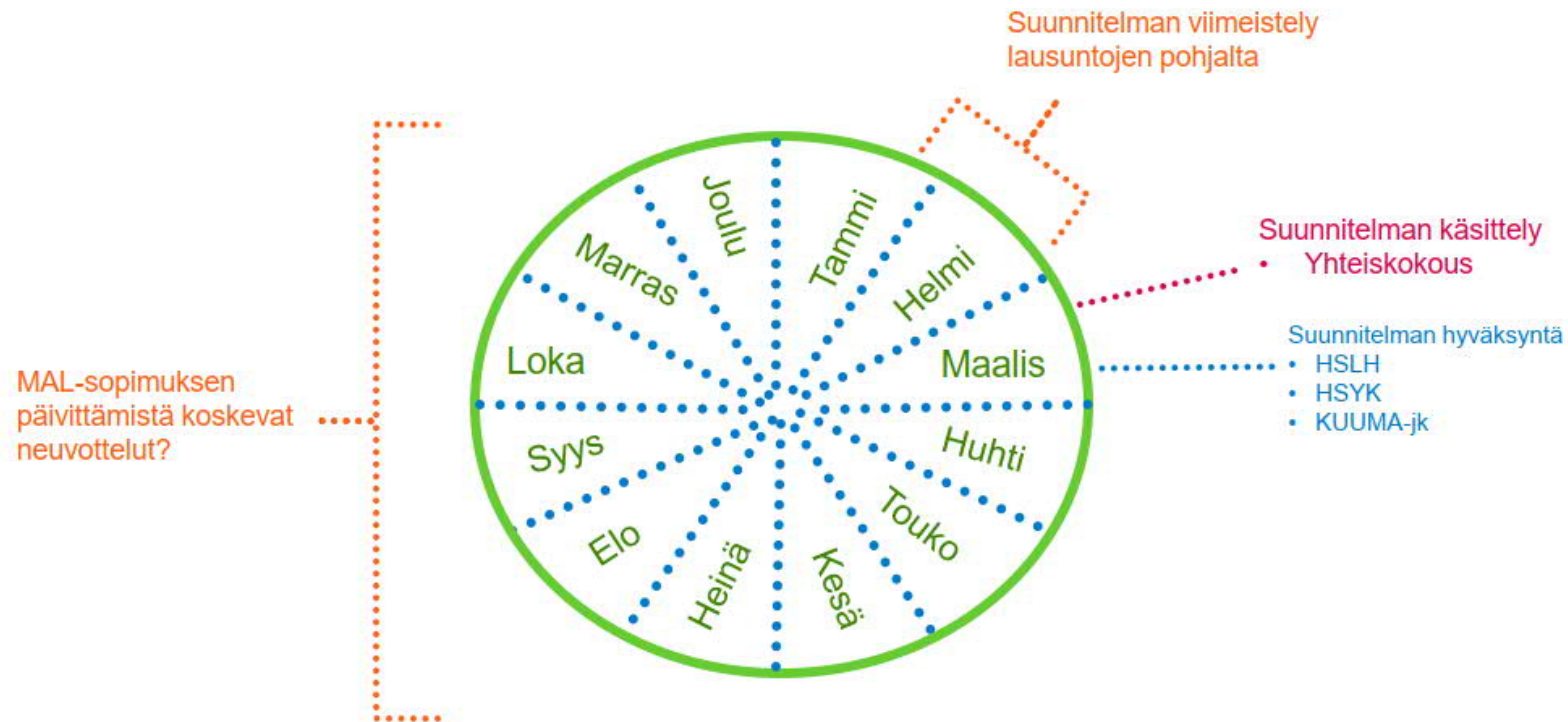 Suunnitelman viimeistely
lausuntojen pohjalta
Suunnitelman käsittely
• Yhteiskokous
Suunnitelman hyväksyntä
• HSLH
• HSYK
• KUUMA-jk
MAL-sopimuksen
päivittämistä koskevat
neuvottelut?
Tammi
Helmi
Maalis
Huhti
Touko
Kesä
Heinä
Elo
Syys
Loka
Marras
Joulu